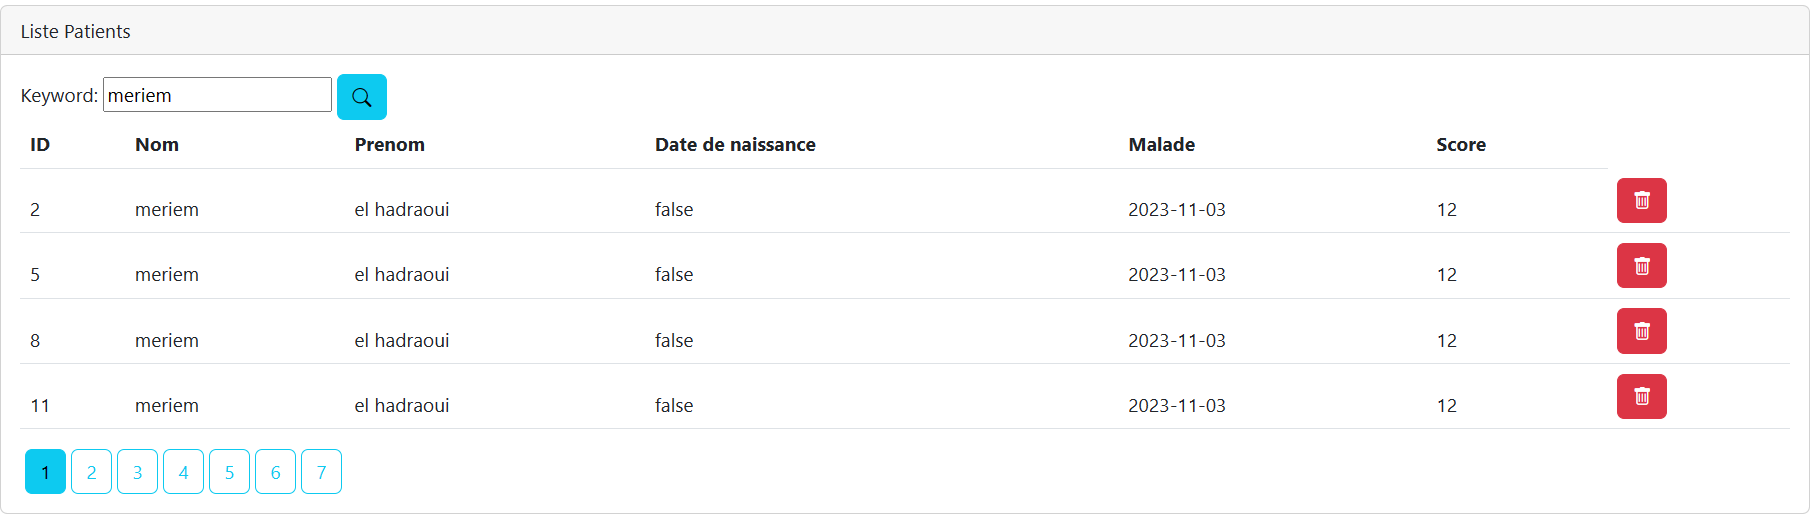 Liste Patients
Keyword: meriem
ID Nom Prenom Date de naissance Malade Score
2 meriem el hadraoui false 2023-11-03 12
5 meriem el hadraoui false 2023-11-03 12
8 meriem el hadraoui false 2023-11-03 12
11 meriem el hadraoui false 2023-11-03 12
1 2 3 4 5 6 7